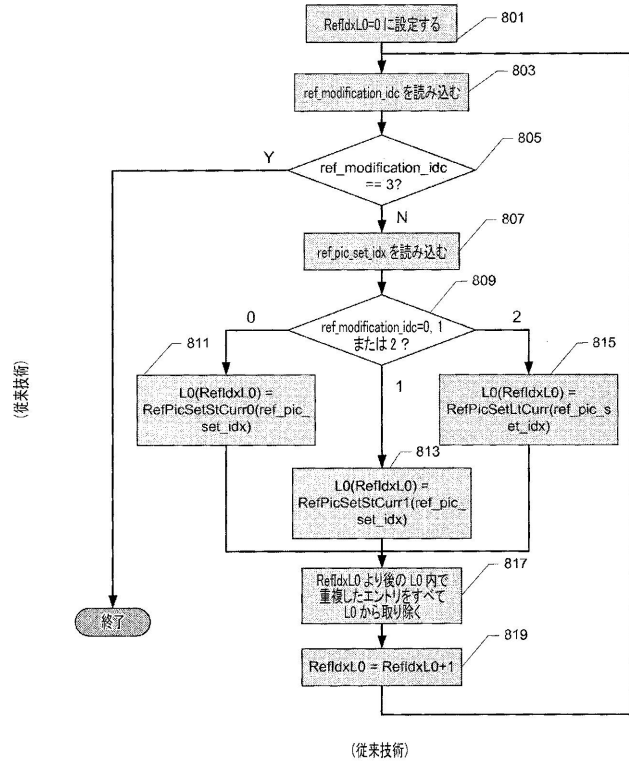 RefIdxL0=0 に設定する
801
ref_modification_idc を読み込む
803
ref_modification_idc
== 3?
805
Y
N
ref_pic_set_idx を読み込む
807
ref_modification_idc=0, 1
または 2 ?
809
0
1
2
L0(RefIdxL0) =
RefPicSetStCurr0(ref_pic_
set_idx)
811
L0(RefIdxL0) =
RefPicSetStCurr1(ref_pic_
set_idx)
813
L0(RefIdxL0) =
RefPicSetLtCurr(ref_pic_s
et_idx)
815
RefIdxL0 より後の L0 内で
重複したエントリをすべて
L0 から取り除く
817
RefIdxL0 = RefIdxL0+1
819
終了
(従来技術)
(従来技術)